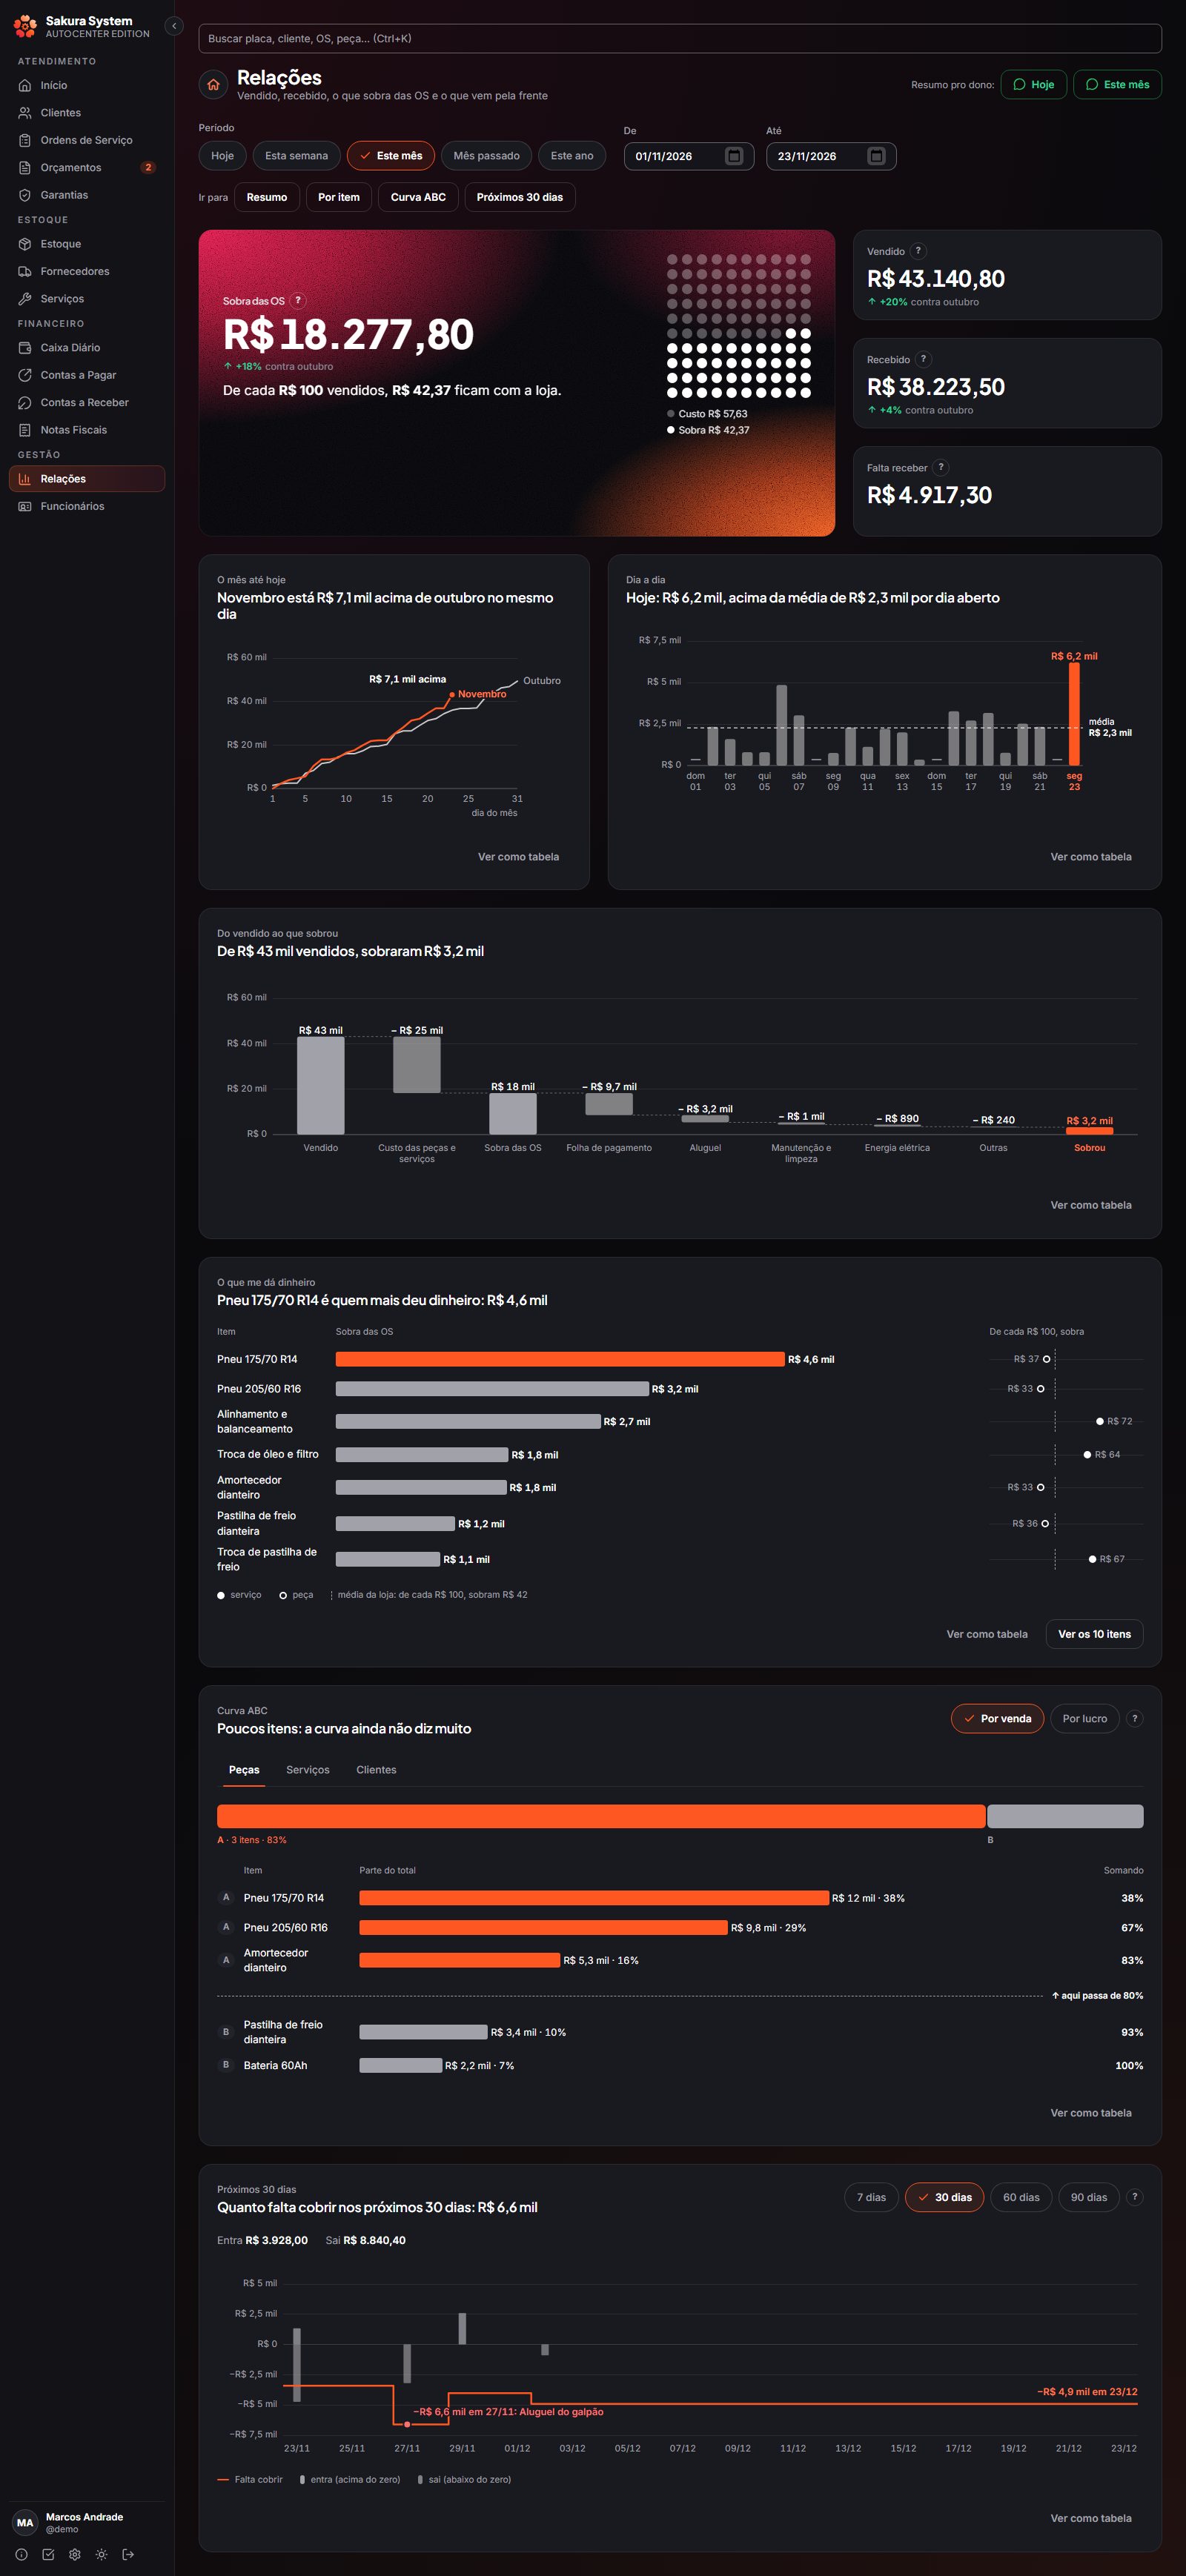 Sakura System
AUTOCENTER EDITION
ATENDIMENTO
Início
Clientes
Ordens de Serviço
Orçamentos 2
Garantias
ESTOQUE
Estoque
Fornecedores
Serviços
FINANCEIRO
Caixa Diário
Contas a Pagar
Contas a Receber
Notas Fiscais
GESTÃO
Relações
Funcionários
MA
Marcos Andrade
@demo
Buscar placa, cliente, OS, peça... (Ctrl+K)
Relações
Vendido, recebido, o que sobra das OS e o que vem pela frente
Resumo pro dono: Hoje Este mês
Período
Hoje Esta semana Este mês Mês passado Este ano
De
01/11/2026
Até
23/11/2026
Ir para Resumo Por item Curva ABC Próximos 30 dias
Sobra das OS ?
R$ 18.277,80
↑ +18% contra outubro
De cada R$ 100 vendidos, R$ 42,37 ficam com a loja.
Custo R$ 57,63
Sobra R$ 42,37
Vendido ?
R$ 43.140,80
↑ +20% contra outubro
Recebido ?
R$ 38.223,50
↑ +4% contra outubro
Falta receber ?
R$ 4.917,30
O mês até hoje
Novembro está R$ 7,1 mil acima de outubro no mesmo
dia
R$ 60 mil
R$ 40 mil
R$ 20 mil
R$ 0
R$ 7,1 mil acima
Novembro
Outubro
1 5 10 15 20 25 31
dia do mês
Ver como tabela
Dia a dia
Hoje: R$ 6,2 mil, acima da média de R$ 2,3 mil por dia aberto
R$ 7,5 mil
R$ 5 mil
R$ 2,5 mil
R$ 0
R$ 6,2 mil
média
R$ 2,3 mil
dom ter qui sáb seg qua sex dom ter qui sáb seg
01 03 05 07 09 11 13 15 17 19 21 23
Ver como tabela
Do vendido ao que sobrou
De R$ 43 mil vendidos, sobraram R$ 3,2 mil
R$ 60 mil
R$ 40 mil
R$ 20 mil
R$ 0
R$ 43 mil
− R$ 25 mil
R$ 18 mil
− R$ 9,7 mil
− R$ 3,2 mil
− R$ 1 mil
− R$ 890
− R$ 240
R$ 3,2 mil
Vendido
Custo das peças e
serviços
Sobra das OS
Folha de pagamento
Aluguel
Manutenção e
limpeza
Energia elétrica
Outras
Sobrou
Ver como tabela
O que me dá dinheiro
Pneu 175/70 R14 é quem mais deu dinheiro: R$ 4,6 mil
Item Sobra das OS De cada R$ 100, sobra
Pneu 175/70 R14 R$ 4,6 mil R$ 37
Pneu 205/60 R16 R$ 3,2 mil R$ 33
Alinhamento e
balanceamento R$ 2,7 mil R$ 72
Troca de óleo e filtro R$ 1,8 mil R$ 64
Amortecedor
dianteiro R$ 1,8 mil R$ 33
Pastilha de freio
dianteira R$ 1,2 mil R$ 36
Troca de pastilha de
freio R$ 1,1 mil R$ 67
serviço peça média da loja: de cada R$ 100, sobram R$ 42
Ver como tabela Ver os 10 itens
Curva ABC
Poucos itens: a curva ainda não diz muito
Por venda Por lucro ?
Peças Serviços Clientes
A · 3 itens · 83% B
Item Parte do total Somando
A Pneu 175/70 R14 R$ 12 mil · 38% 38%
A Pneu 205/60 R16 R$ 9,8 mil · 29% 67%
A Amortecedor
dianteiro R$ 5,3 mil · 16% 83%
↑ aqui passa de 80%
B Pastilha de freio
dianteira R$ 3,4 mil · 10% 93%
B Bateria 60Ah R$ 2,2 mil · 7% 100%
Ver como tabela
Próximos 30 dias
Quanto falta cobrir nos próximos 30 dias: R$ 6,6 mil
7 dias 30 dias 60 dias 90 dias ?
Entra R$ 3.928,00 Sai R$ 8.840,40
R$ 5 mil
R$ 2,5 mil
R$ 0
−R$ 2,5 mil
−R$ 5 mil
−R$ 7,5 mil
−R$ 4,9 mil em 23/12
−R$ 6,6 mil em 27/11: Aluguel do galpão
23/11 25/11 27/11 29/11 01/12 03/12 05/12 07/12 09/12 11/12 13/12 15/12 17/12 19/12 21/12 23/12
Falta cobrir entra (acima do zero) sai (abaixo do zero)
Ver como tabela